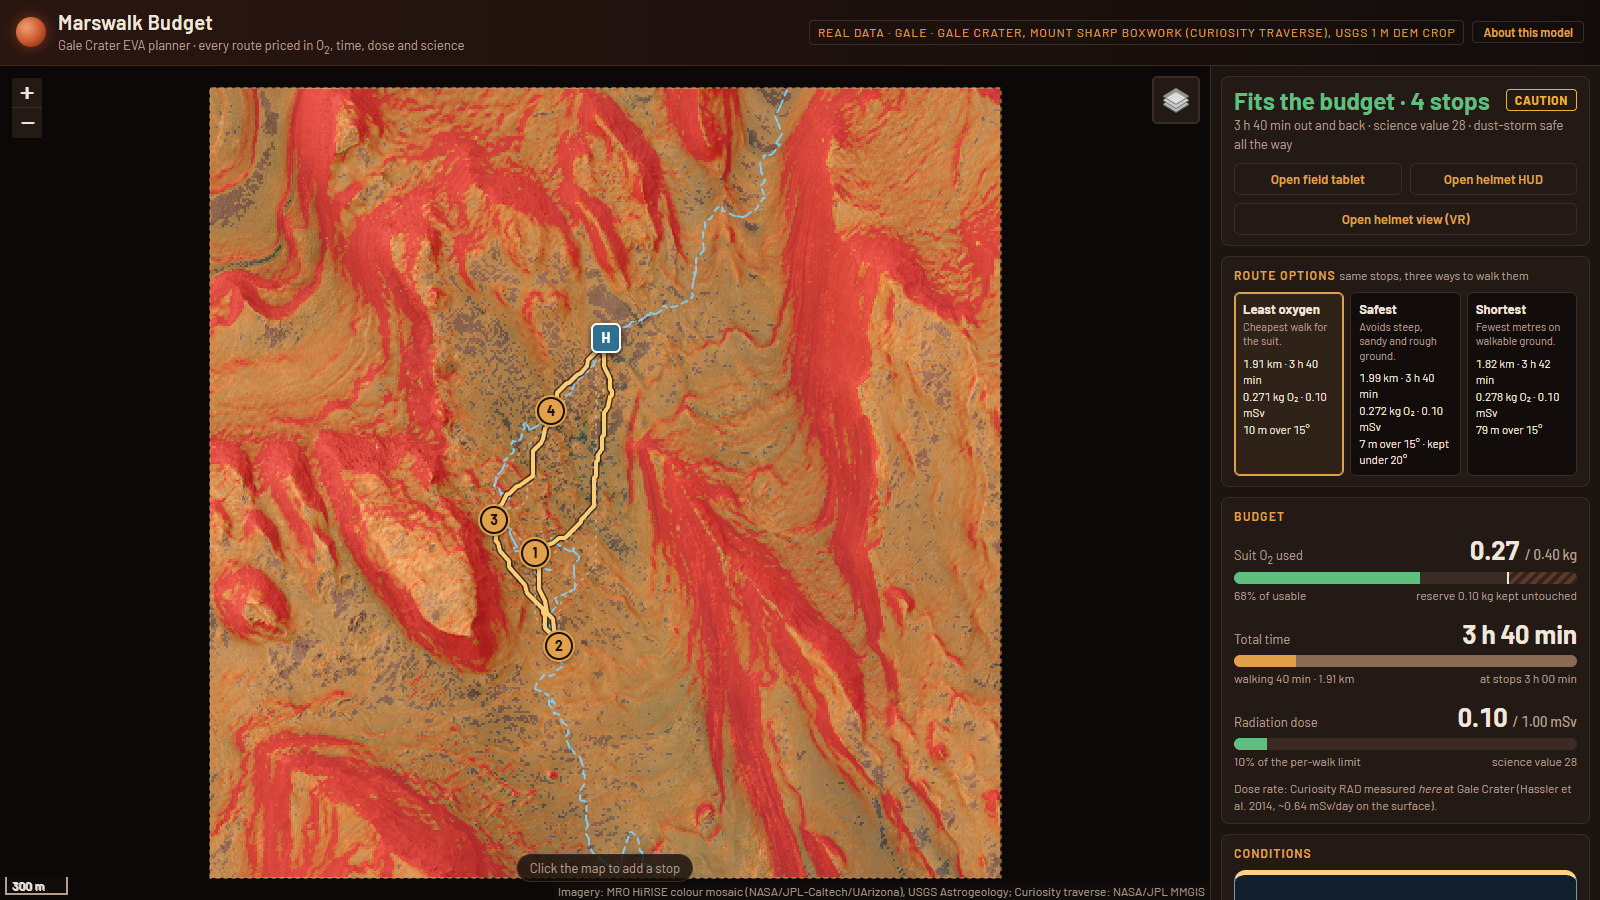 Marswalk Budget
Gale Crater EVA planner · every route priced in O₂, time, dose and science
REAL DATA · GALE · GALE CRATER, MOUNT SHARP BOXWORK (CURIOSITY TRAVERSE), USGS 1 M DEM CROP
About this model
+
−
H
4
3
1
2
Click the map to add a stop
300 m
Imagery: MRO HiRISE colour mosaic (NASA/JPL-Caltech/UArizona), USGS Astrogeology; Curiosity traverse: NASA/JPL MMGIS
Fits the budget · 4 stops
CAUTION
3 h 40 min out and back · science value 28 · dust-storm safe
all the way
Open field tablet
Open helmet HUD
Open helmet view (VR)
ROUTE OPTIONS same stops, three ways to walk them
Least oxygen
Cheapest walk for
the suit.
1.91 km · 3 h 40
min
0.271 kg O₂ · 0.10
mSv
10 m over 15°
Safest
Avoids steep,
sandy and rough
ground.
1.99 km · 3 h 40
min
0.272 kg O₂ · 0.10
mSv
7 m over 15° · kept
under 20°
Shortest
Fewest metres on
walkable ground.
1.82 km · 3 h 42
min
0.278 kg O₂ · 0.10
mSv
79 m over 15°
BUDGET
Suit O₂ used
0.27 / 0.40 kg
68% of usable
reserve 0.10 kg kept untouched
Total time
3 h 40 min
walking 40 min · 1.91 km
at stops 3 h 00 min
Radiation dose
0.10 / 1.00 mSv
10% of the per-walk limit
science value 28
Dose rate: Curiosity RAD measured here at Gale Crater (Hassler et
al. 2014, ~0.64 mSv/day on the surface).
CONDITIONS